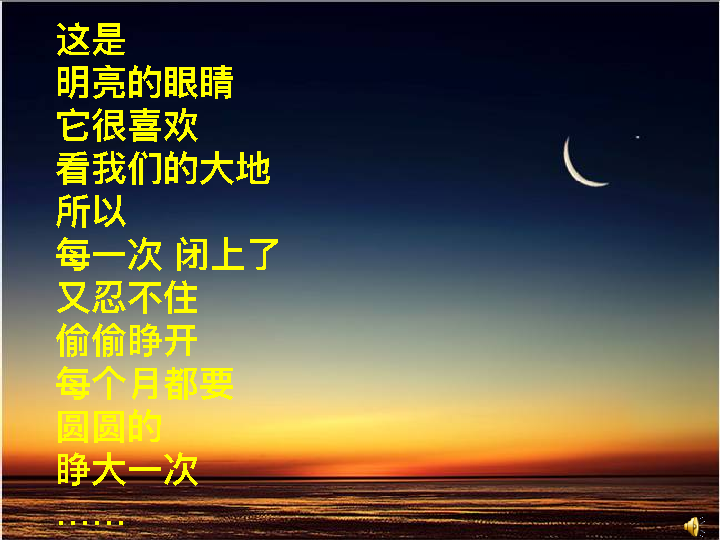 这是
明亮的眼睛
它很喜欢
看我们的大地
所以
每一次 闭上了
又忍不住
偷偷睁开
每个月都要
圆圆的
睁大一次
……